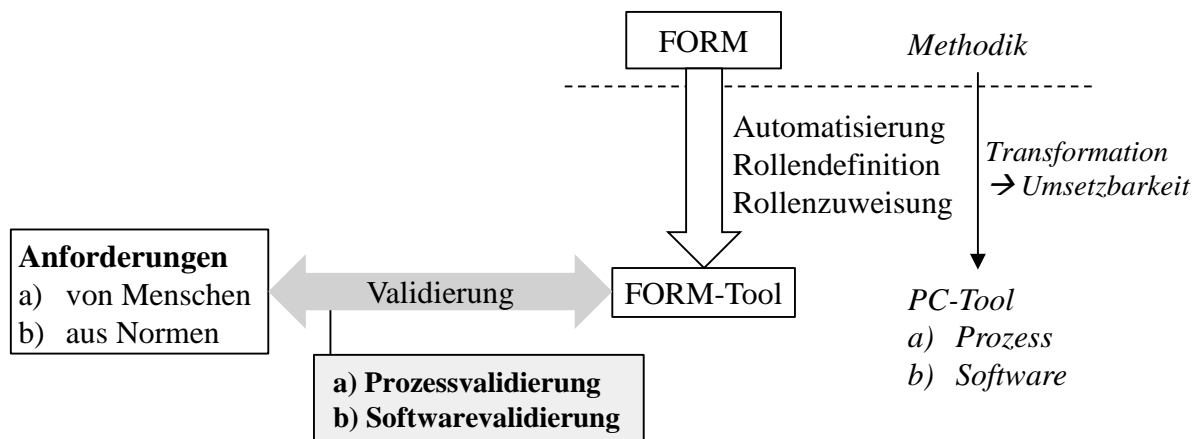 FORM
Methodik
Automatisierung
Rollendefinition
Rollenzuweisung
Transformation
→ Umsetzbarkeit
Anforderungen
a) von Menschen
b) aus Normen
Validierung
FORM-Tool
PC-Tool
a) Prozess
b) Software
a) Prozessvalidierung
b) Softwarevalidierung